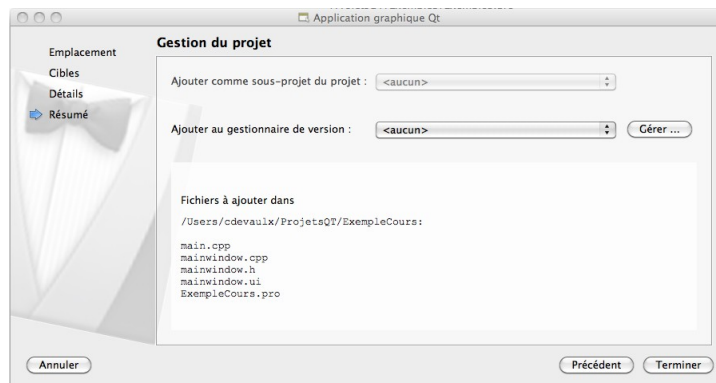 Application graphique Qt
Emplacement
Cibles
Détails
Résumé
Gestion du projet
Ajouter comme sous-projet du projet : <aucun>
Ajouter au gestionnaire de version : <aucun> Gérer ...
Fichiers à ajouter dans
/Users/cdevaulx/ProjetsQT/ExempleCours:
main.cpp
mainwindow.cpp
mainwindow.h
mainwindow.ui
ExempleCours.pro
Annuler Précédent Terminer